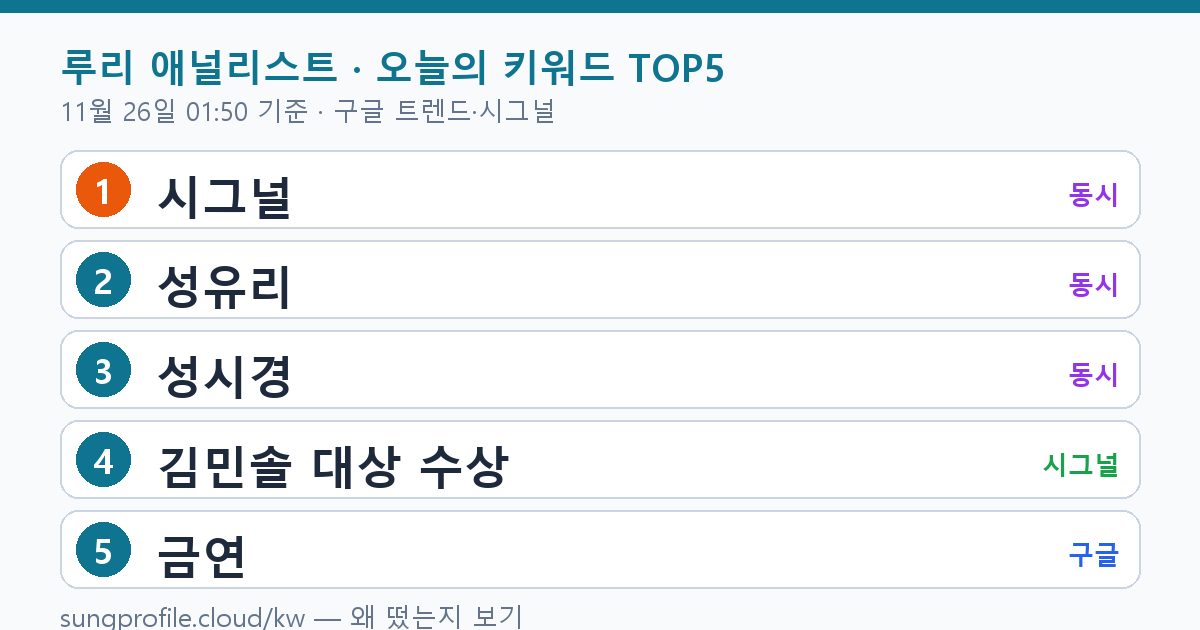 루리 애널리스트 · 오늘의 키워드 TOP5
11월 26일 01:50 기준 · 구글 트렌드·시그널
1 시그널 동시
2 성유리 동시
3 성시경 동시
4 김민솔 대상 수상 시그널
5 금연 구글
sungprofile.cloud/kw — 왜 떴는지 보기